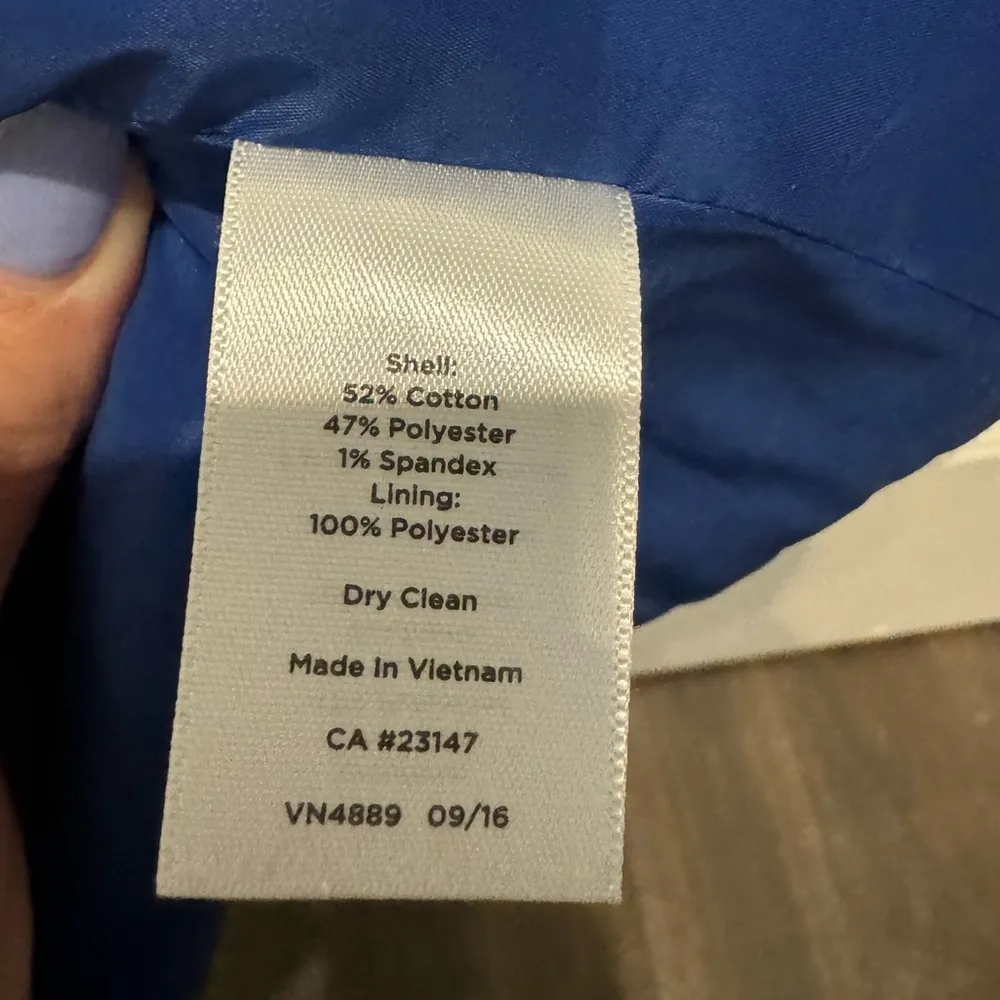 Shell:
52% Cotton
47% Polyester
1% Spandex
Lining:
100% Polyester
Dry Clean
Made In Vietnam
CA #23147
VN4889 09/16